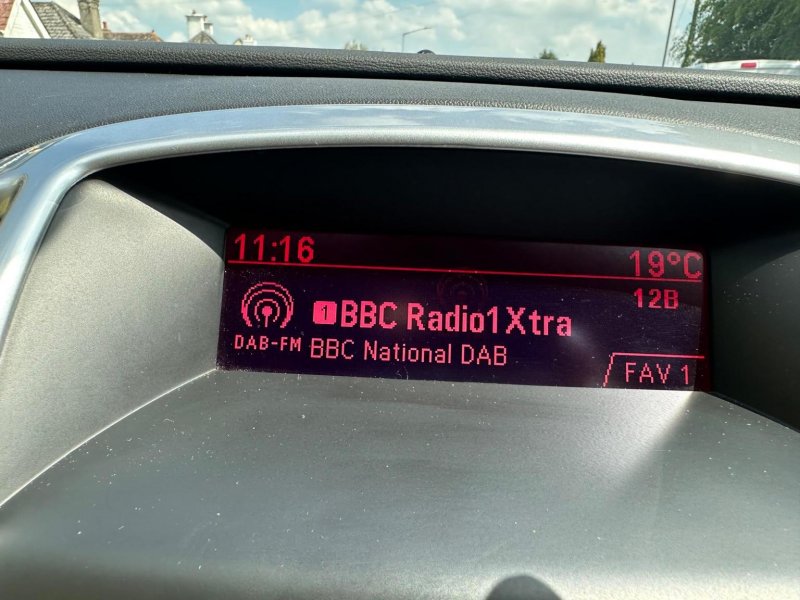 11:16 19°C
12B
1 BBC Radio1Xtra
DAB-FM BBC National DAB
FAV 1